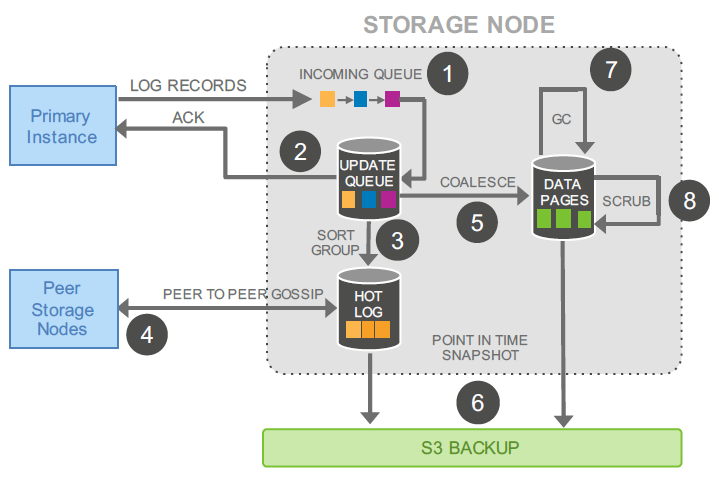 STORAGE NODE
7
1
INCOMING QUEUE
LOG RECORDS
Primary
Instance
ACK
GC
2
UPDATE
QUEUE
COALESCE
DATA
PAGES
SCRUB
8
5
3
SORT
GROUP
Peer
Storage
Nodes
PEER TO PEER GOSSIP
HOT
LOG
4
POINT IN TIME
SNAPSHOT
6
S3 BACKUP